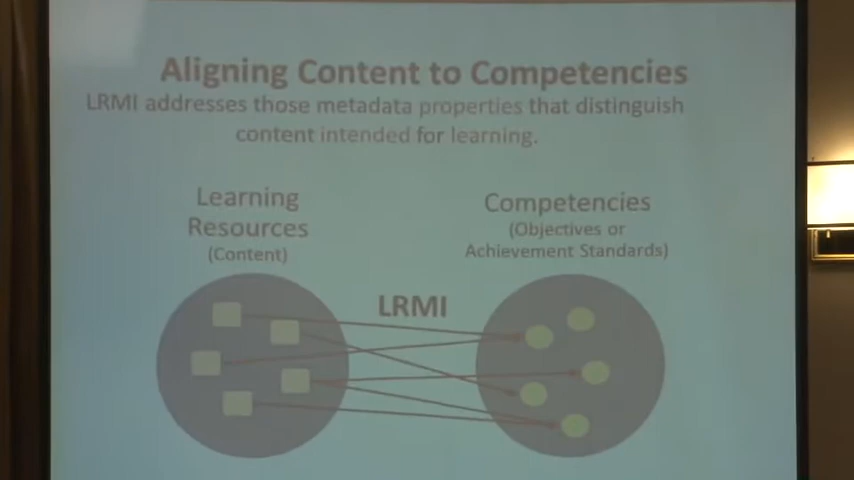 Aligning Content to Competencies
LRMI addresses those metadata properties that distinguish
content intended for learning.
Learning
Resources
(Content)
Competencies
(Objectives or
Achievement Standards)
LRMI